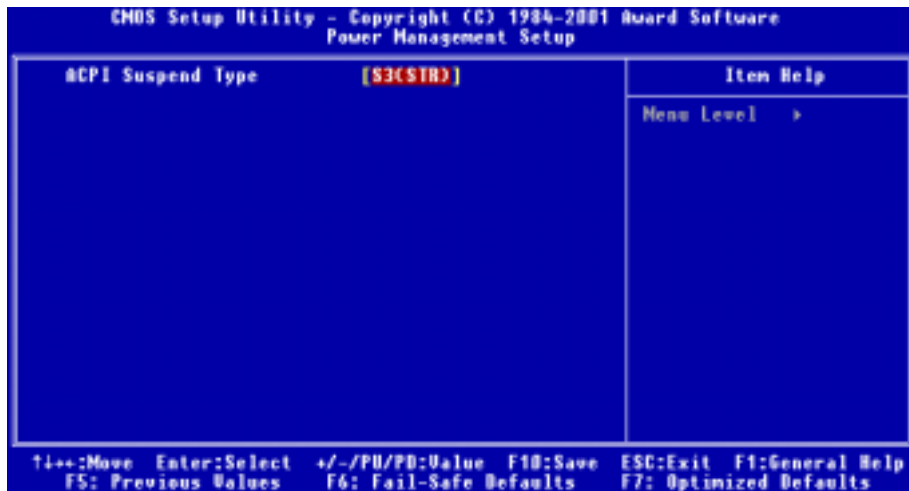 CMOS Setup Utility - Copyright (C) 1984-2001 Award Software
Power Management Setup
ACPI Suspend Type [S3(STR)]
Item Help
Menu Level ▸
↑↓→←:Move Enter:Select +/-/PU/PD:Value F10:Save ESC:Exit F1:General Help
F5: Previous Values F6: Fail-Safe Defaults F7: Optimized Defaults